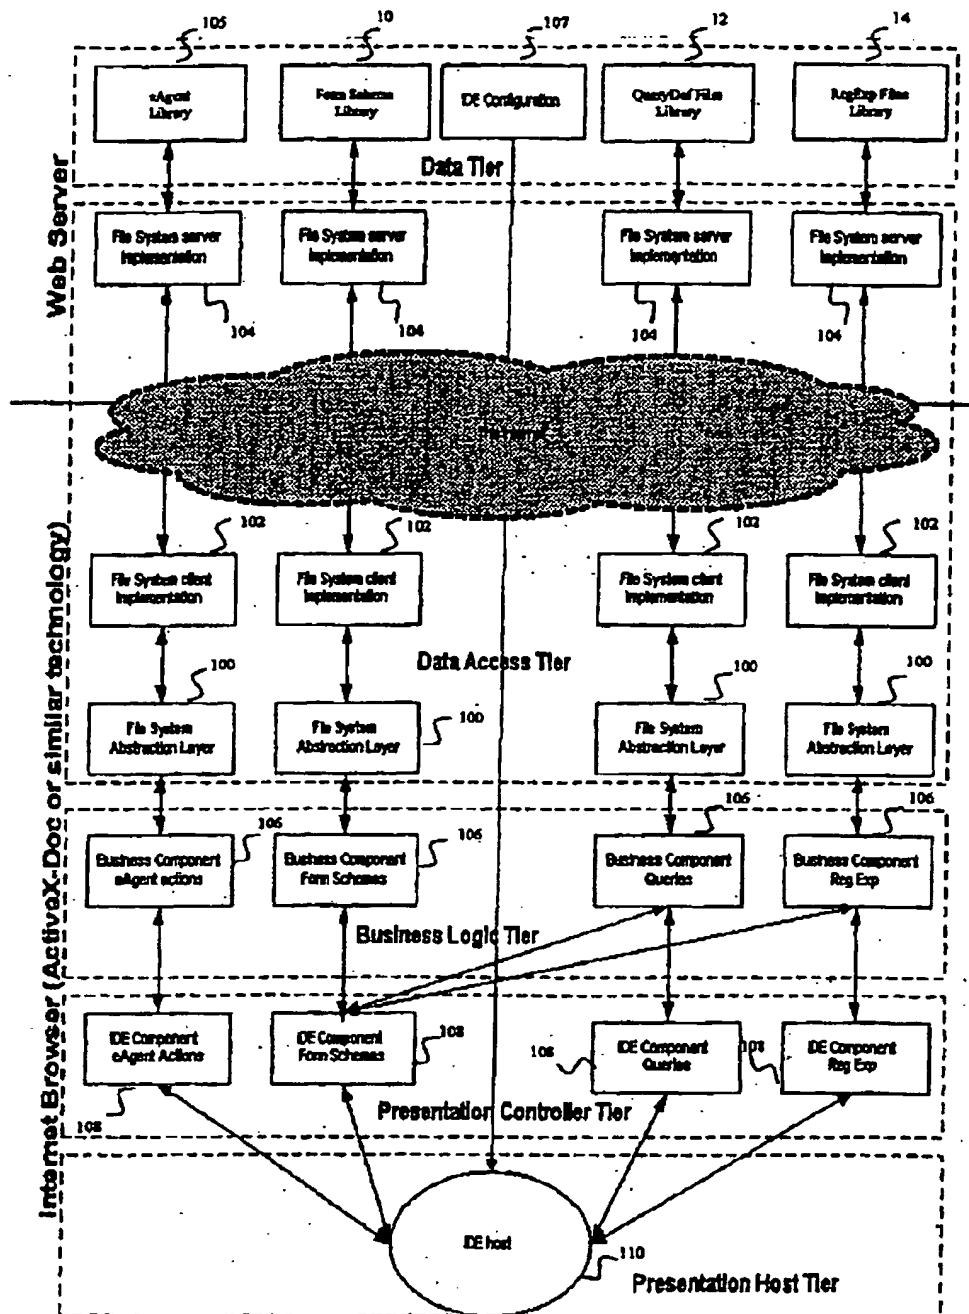 105
10
107
12
14
eAgent
Library
Form Scheme
Library
IDE Configuration
QueryDef Files
Library
RegExp Files
Library
Data Tier
Web Server
File System server
Implementation
File System server
Implementation
File System server
Implementation
File System server
Implementation
104
104
104
104
102
102
102
102
File System client
Implementation
File System client
Implementation
File System client
Implementation
File System client
Implementation
Data Access Tier
100
100
100
100
File System
Abstraction Layer
File System
Abstraction Layer
File System
Abstraction Layer
File System
Abstraction Layer
Internet Browser (ActiveX-Doc or similar technology)
106
106
106
106
Business Component
eAgent actions
Business Component
Form Schemes
Business Component
Queries
Business Component
Reg Exp
Business Logic Tier
IDE Component
eAgent Actions
IDE Component
Form Schemes
108
108
IDE Component
Queries
108
IDE Component
Reg Exp
108
Presentation Controller Tier
IDE host
110
Presentation Host Tier